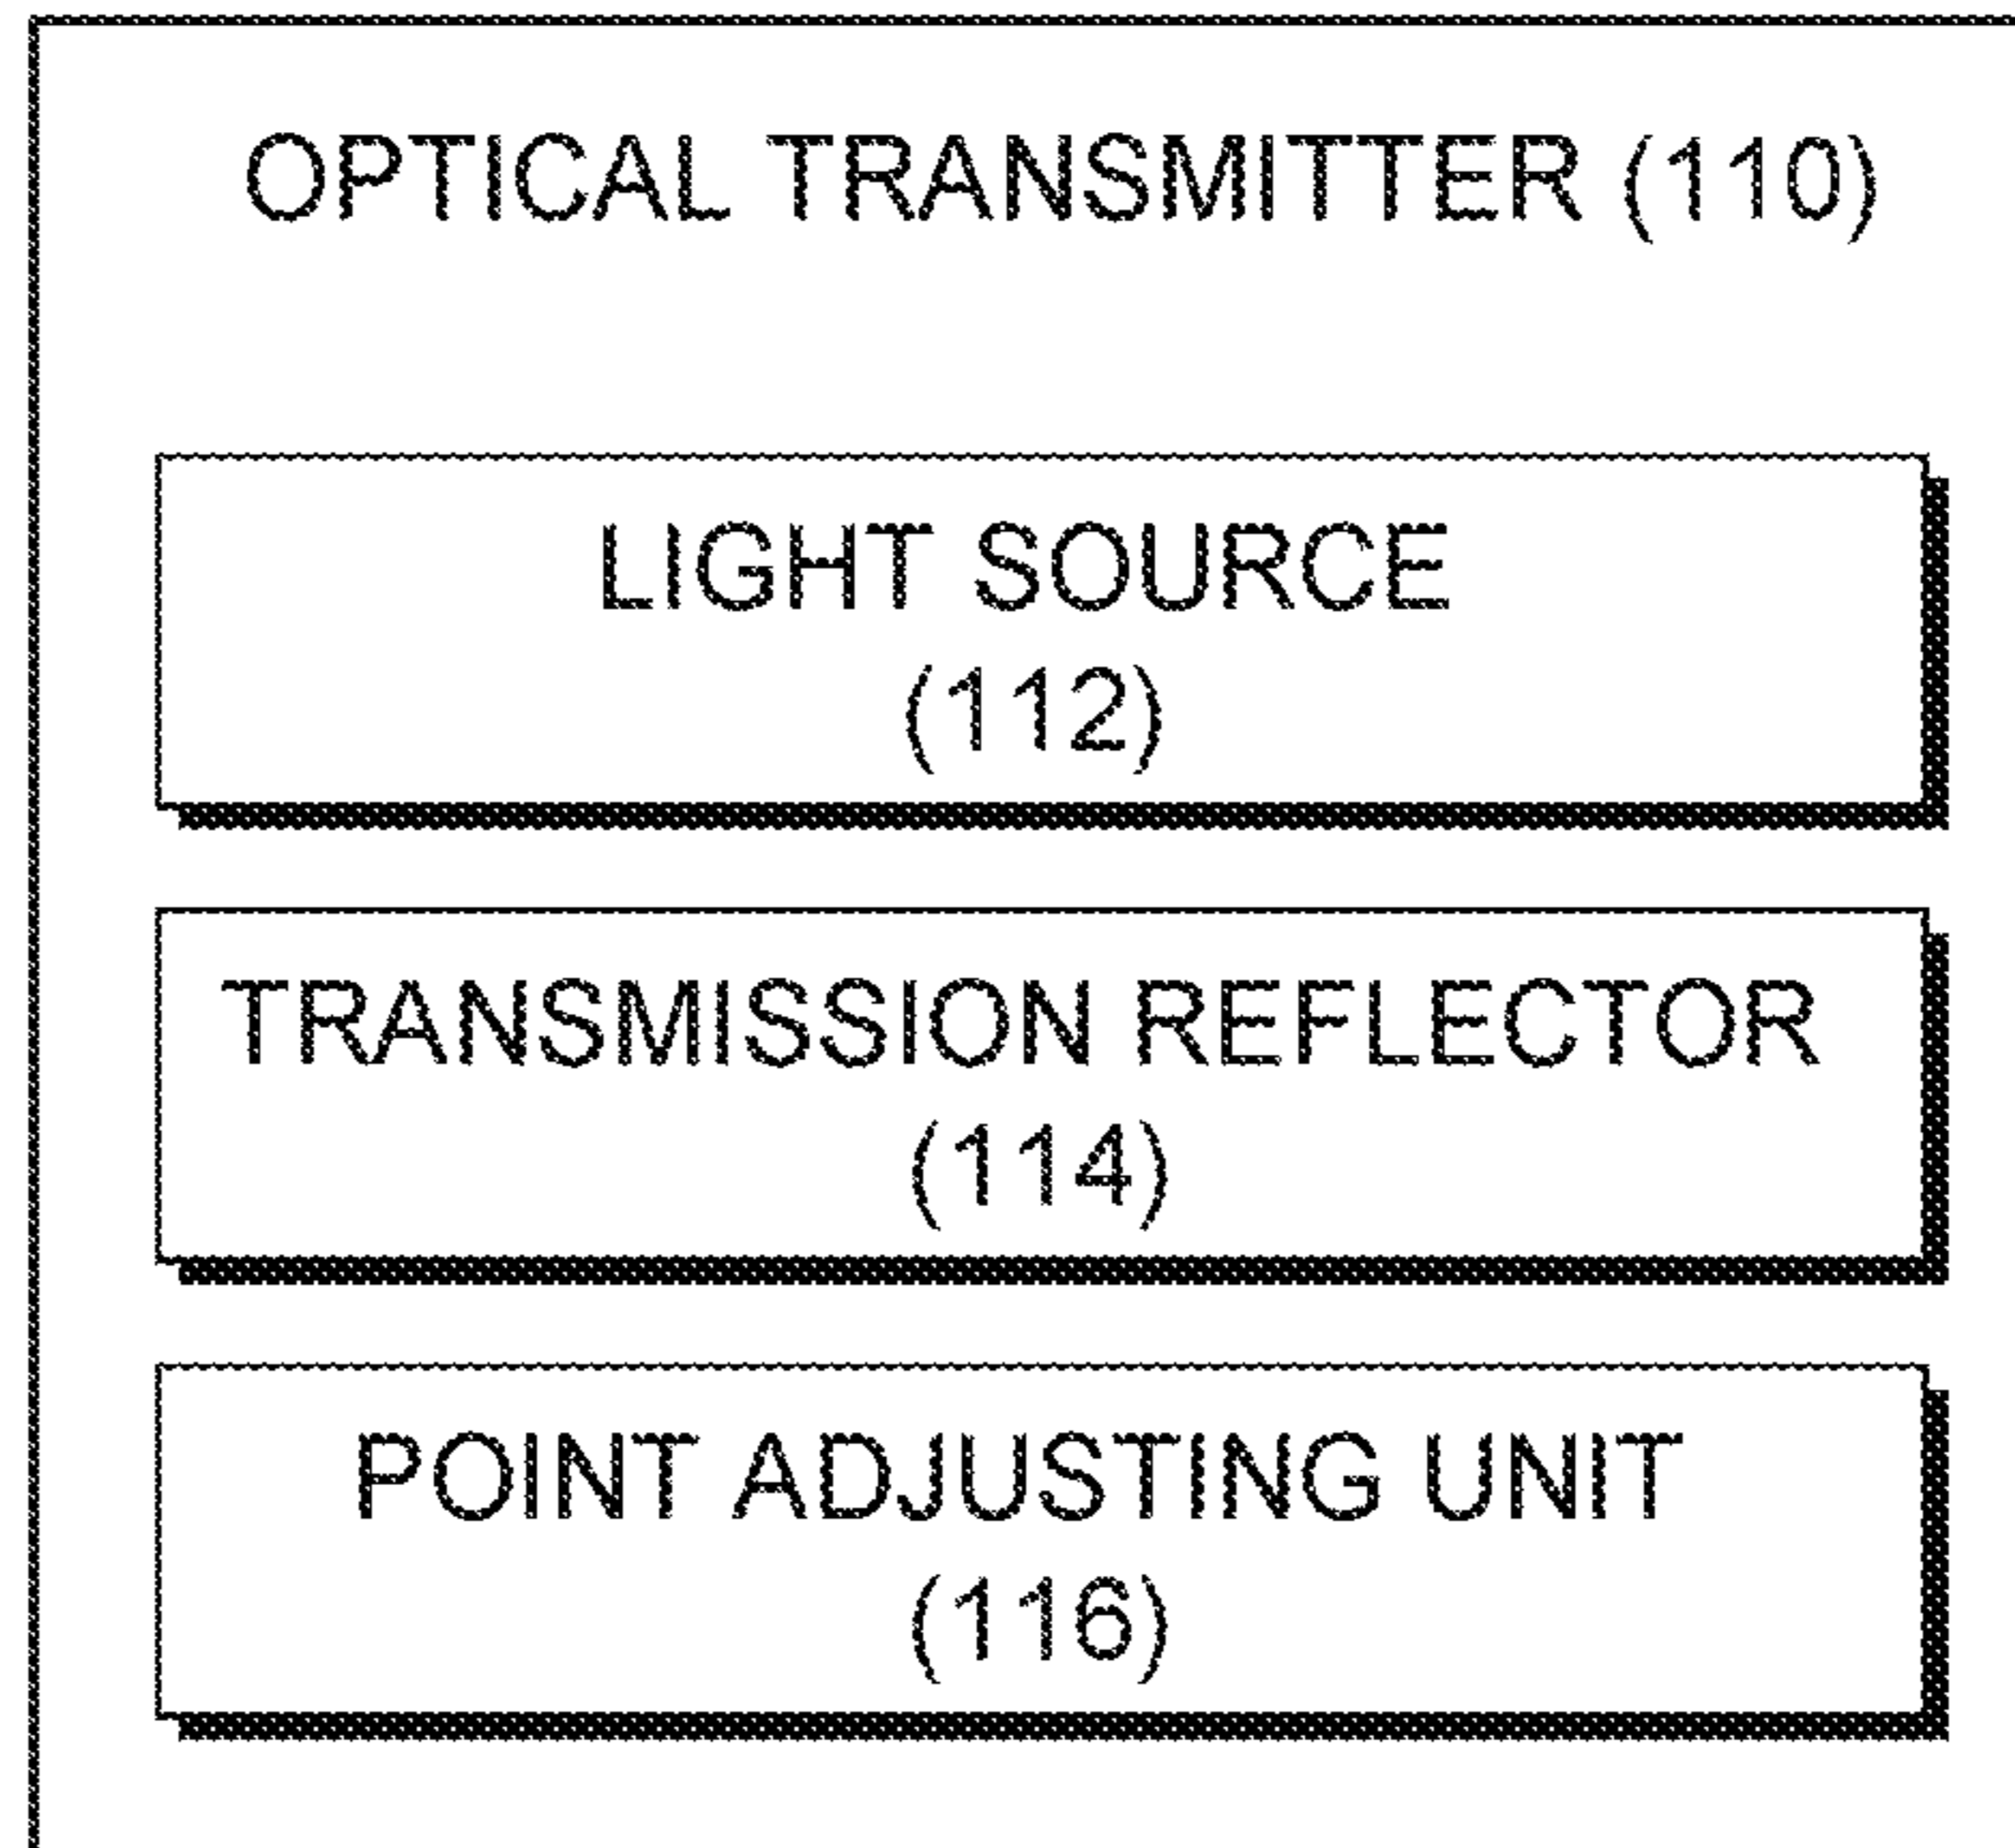 OPTICAL TRANSMITTER (110)
LIGHT SOURCE
(112)
TRANSMISSION REFLECTOR
(114)
POINT ADJUSTING UNIT
(116)